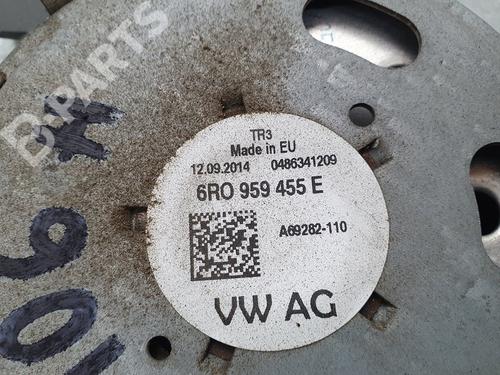 B-PARTS
TR3
Made in EU
12.09.2014 0486341209
6R0 959 455 E
A69282-110
VW AG